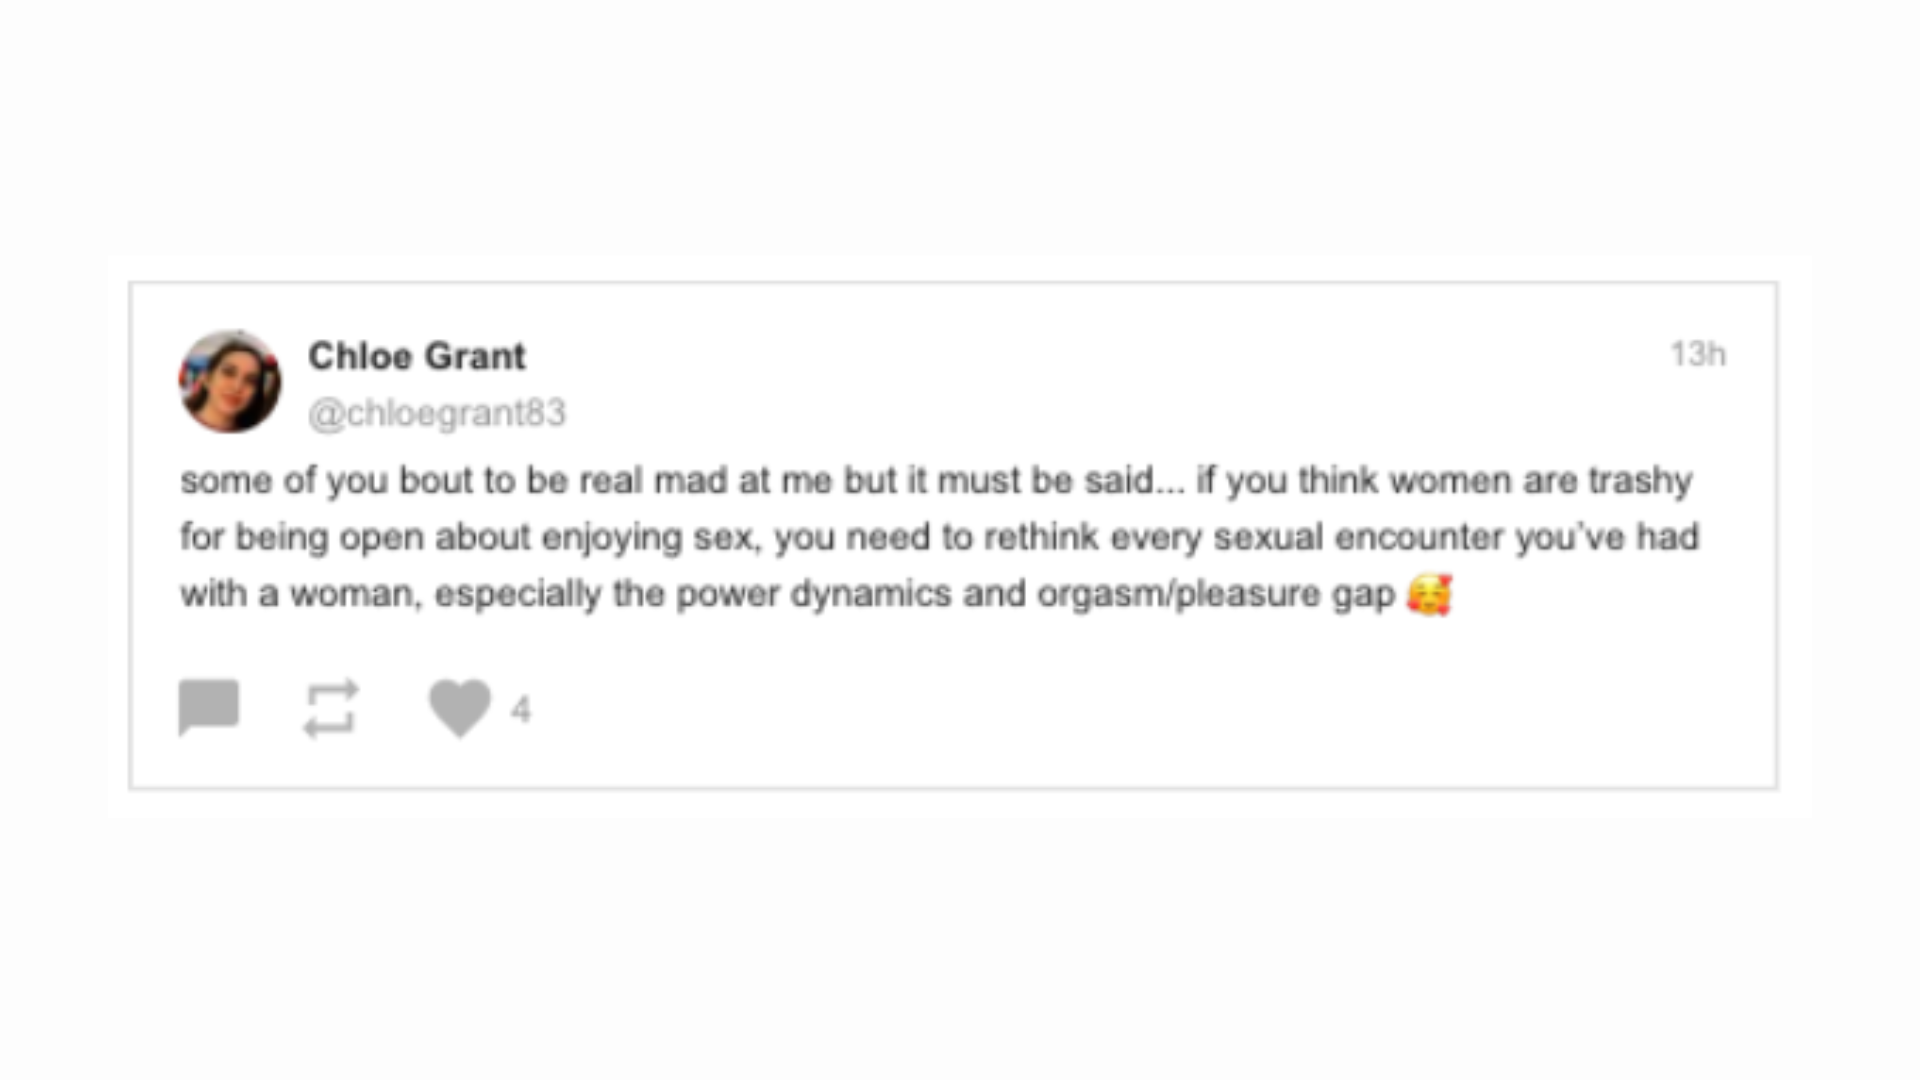 Chloe Grant
13h
@chloegrant83
some of you bout to be real mad at me but it must be said... if you think women are trashy
for being open about enjoying sex, you need to rethink every sexual encounter you've had
with a woman, especially the power dynamics and orgasm/pleasure gap 🥰
4